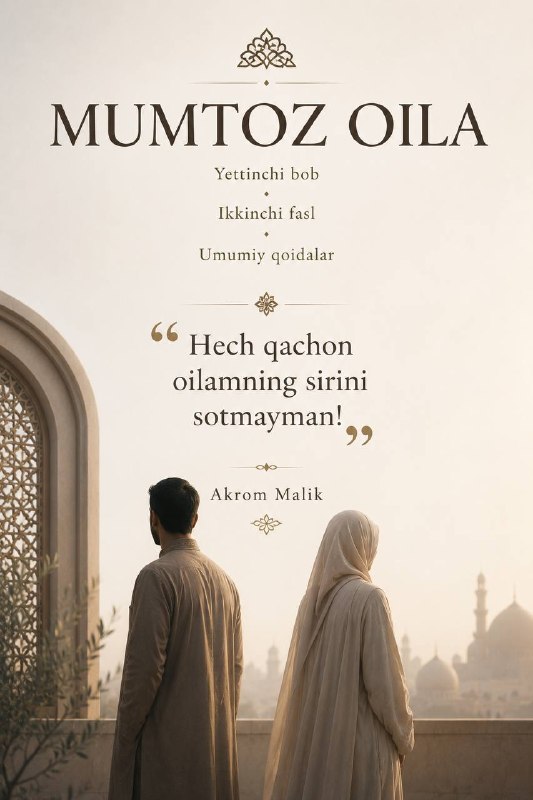 MUMTOZ OILA
Yettinchi bob
Ikkinchi fasl
Umumiy qoidalar
“Hech qachon
oilamning sirini
sotmayman!”
Akrom Malik